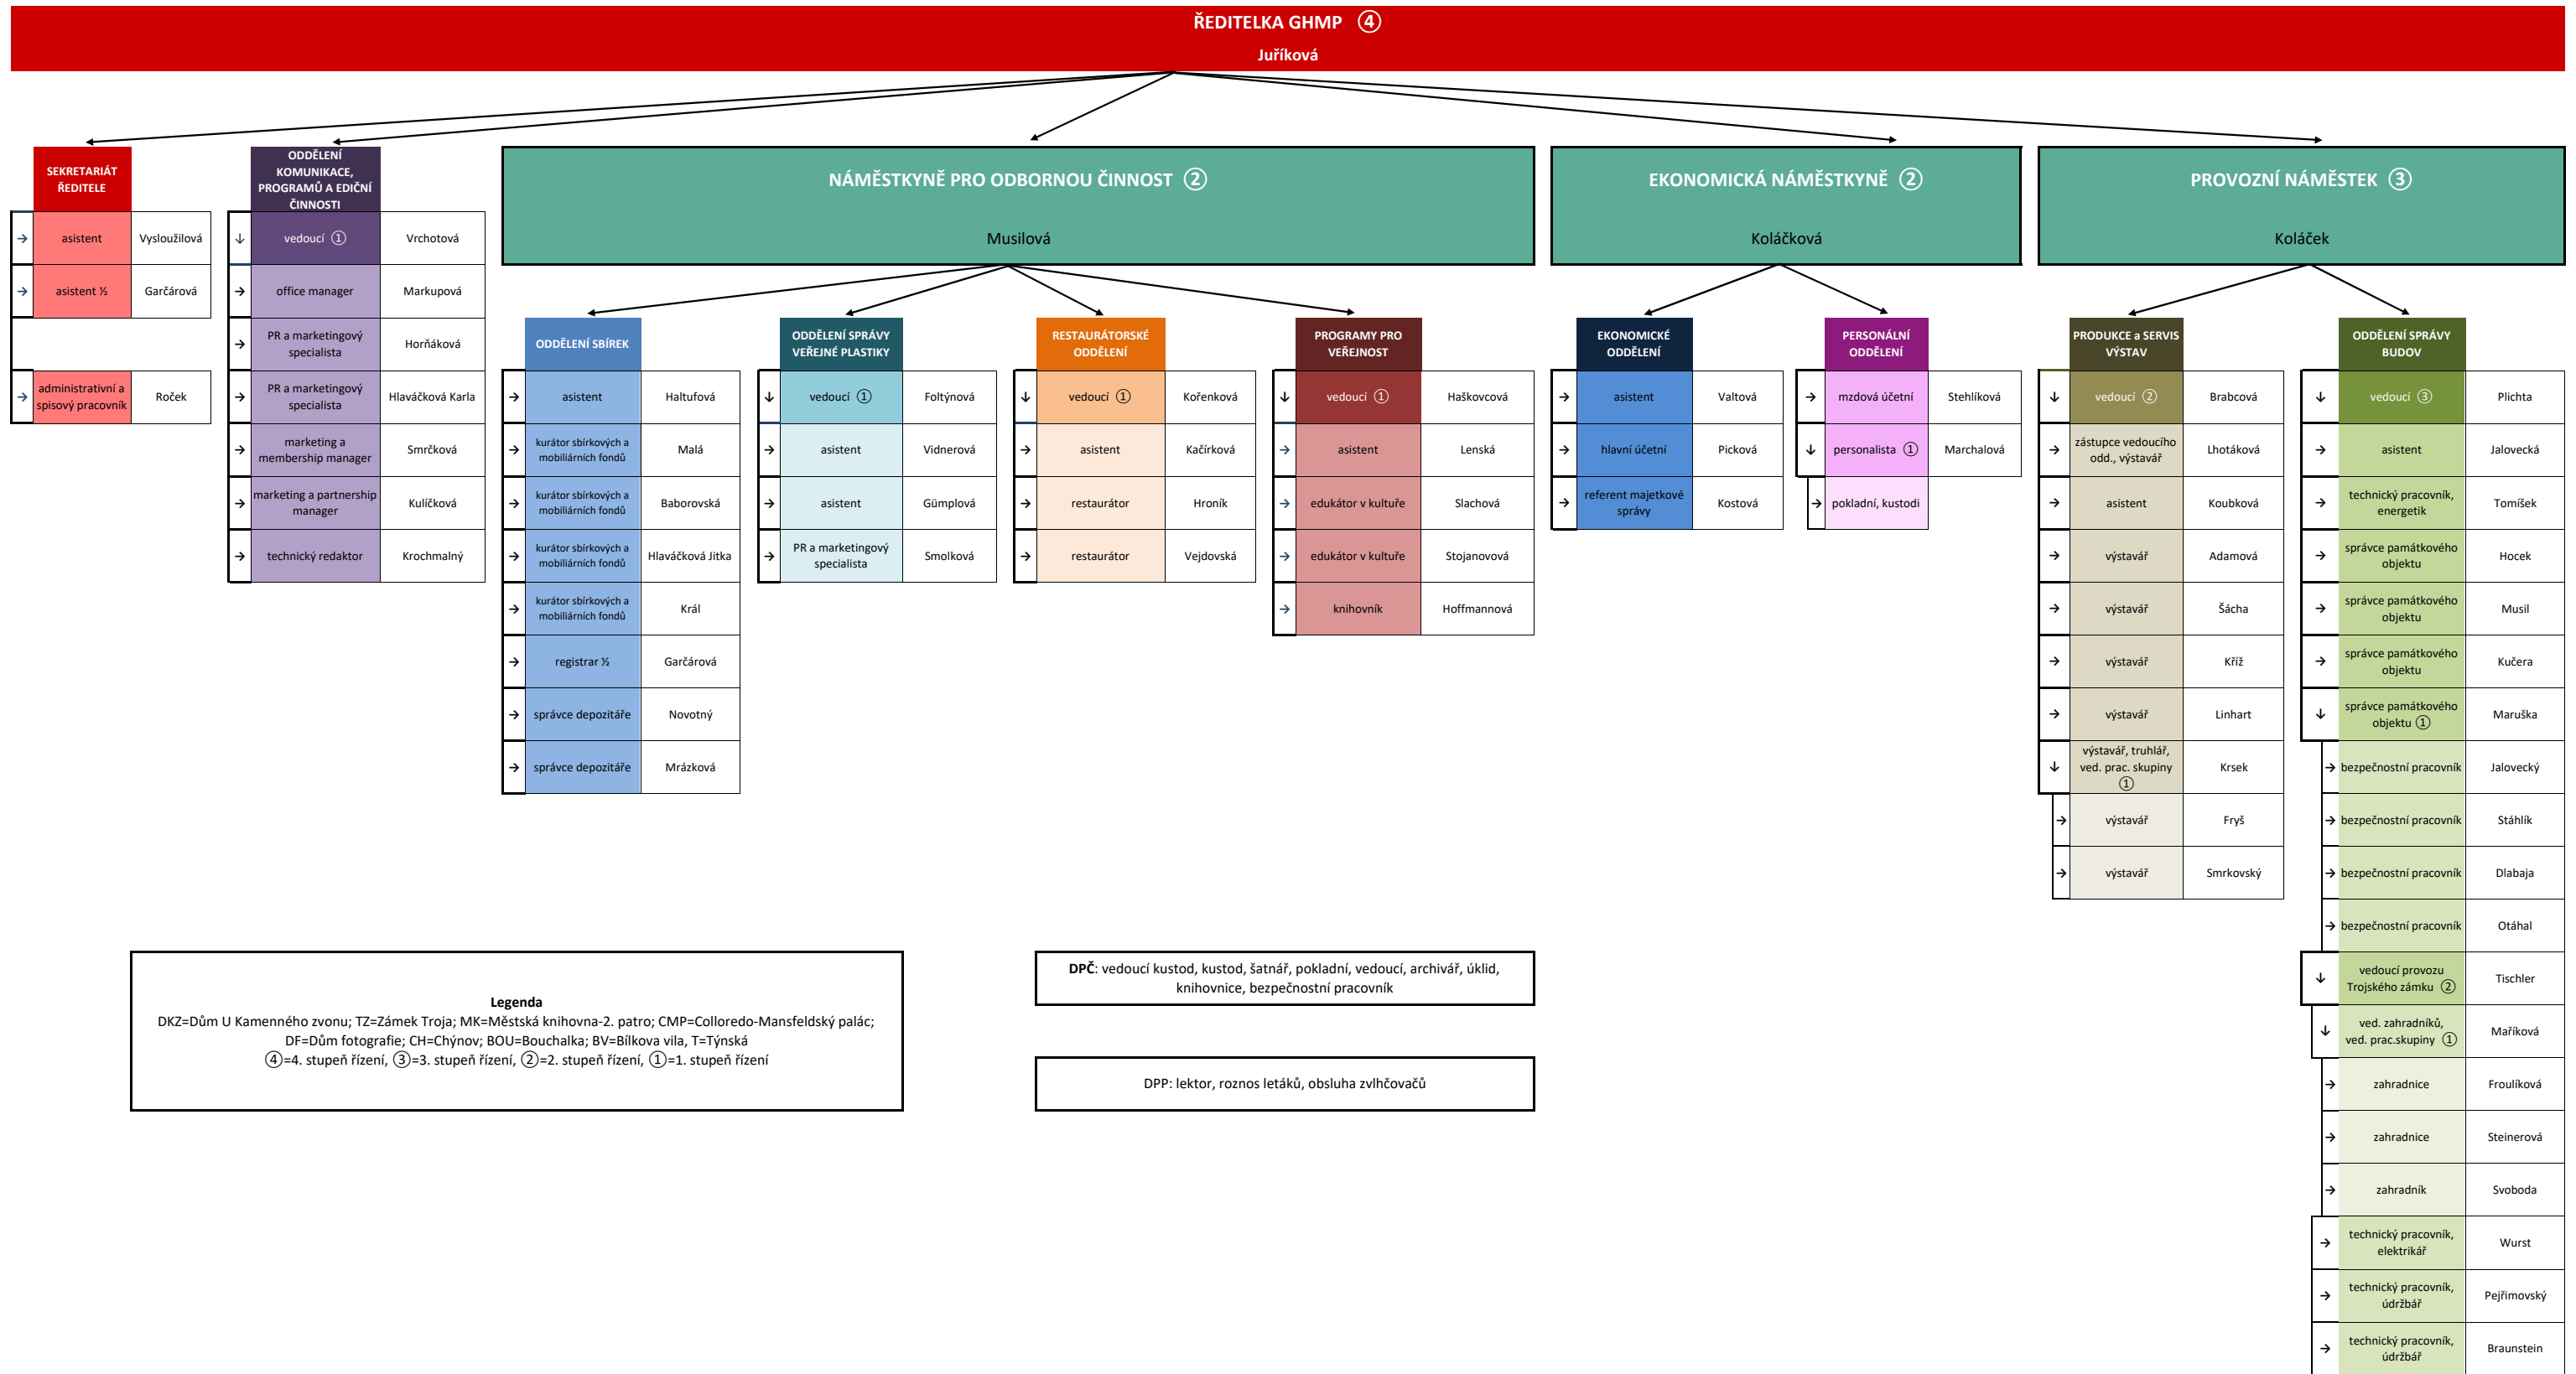 ŘEDITELKA GHMP ④
Juříková
SEKRETARIÁT
ŘEDITELE
→ asistent Vysloužilová
→ asistent ½ Garčárová
→ administrativní a
spisový pracovník Roček
ODDĚLENÍ
KOMUNIKACE,
PROGRAMŮ A EDIČNÍ
ČINNOSTI
↓ vedoucí ① Vrchotová
→ office manager Markupová
→ PR a marketingový
specialista Horňáková
→ PR a marketingový
specialista Hlaváčková Karla
→ marketing a
membership manager Smrčková
→ marketing a partnership
manager Kulíčková
→ technický redaktor Krochmalný
NÁMĚSTKYNĚ PRO ODBORNOU ČINNOST ②
Musilová
ODDĚLENÍ SBÍREK
→ asistent Haltufová
→ kurátor sbírkových a
mobiliárních fondů Malá
→ kurátor sbírkových a
mobiliárních fondů Baborovská
→ kurátor sbírkových a
mobiliárních fondů Hlaváčková Jitka
→ kurátor sbírkových a
mobiliárních fondů Král
→ registrar ½ Garčárová
→ správce depozitáře Novotný
→ správce depozitáře Mrázková
ODDĚLENÍ SPRÁVY
VEŘEJNÉ PLASTIKY
↓ vedoucí ① Foltýnová
→ asistent Vidnerová
→ asistent Gümplová
→ PR a marketingový
specialista Smolková
RESTAURÁTORSKÉ
ODDĚLENÍ
↓ vedoucí ① Kořenková
→ asistent Kačírková
→ restaurátor Hroník
→ restaurátor Vejdovská
PROGRAMY PRO
VEŘEJNOST
↓ vedoucí ① Haškovcová
→ asistent Lenská
→ edukátor v kultuře Slachová
→ edukátor v kultuře Stojanovová
→ knihovník Hoffmannová
EKONOMICKÁ NÁMĚSTKYNĚ ②
Koláčková
EKONOMICKÉ
ODDĚLENÍ
→ asistent Valtová
→ hlavní účetní Picková
→ referent majetkové
správy Kostová
PERSONÁLNÍ
ODDĚLENÍ
→ mzdová účetní Stehlíková
↓ personalista ① Marchalová
→ pokladní, kustodi
PROVOZNÍ NÁMĚSTEK ③
Koláček
PRODUKCE a SERVIS
VÝSTAV
↓ vedoucí ② Brabcová
→ zástupce vedoucího
odd., výstavář Lhotáková
→ asistent Koubková
→ výstavář Adamová
→ výstavář Šácha
→ výstavář Kříž
→ výstavář Linhart
↓ výstavář, truhlář,
ved. prac. skupiny
① Krsek
→ výstavář Fryš
→ výstavář Smrkovský
ODDĚLENÍ SPRÁVY
BUDOV
↓ vedoucí ③ Plichta
→ asistent Jalovecká
→ technický pracovník,
energetik Tomíšek
→ správce památkového
objektu Hocek
→ správce památkového
objektu Musil
→ správce památkového
objektu Kučera
↓ správce památkového
objektu ① Maruška
→ bezpečnostní pracovník Jalovecký
→ bezpečnostní pracovník Stáhlík
→ bezpečnostní pracovník Dlabaja
→ bezpečnostní pracovník Otáhal
↓ vedoucí provozu
Trojského zámku ② Tischler
↓ ved. zahradníků,
ved. prac.skupiny ① Maříková
→ zahradnice Froulíková
→ zahradnice Steinerová
→ zahradník Svoboda
→ technický pracovník,
elektrikář Wurst
→ technický pracovník,
údržbář Pejřimovský
→ technický pracovník,
údržbář Braunstein
Legenda
DKZ=Dům U Kamenného zvonu; TZ=Zámek Troja; MK=Městská knihovna-2. patro; CMP=Colloredo-Mansfeldský palác;
DF=Dům fotografie; CH=Chýnov; BOU=Bouchalka; BV=Bílkova vila, T=Týnská
④=4. stupeň řízení, ③=3. stupeň řízení, ②=2. stupeň řízení, ①=1. stupeň řízení
DPČ: vedoucí kustod, kustod, šatnář, pokladní, vedoucí, archivář, úklid,
knihovnice, bezpečnostní pracovník
DPP: lektor, roznos letáků, obsluha zvlhčovačů